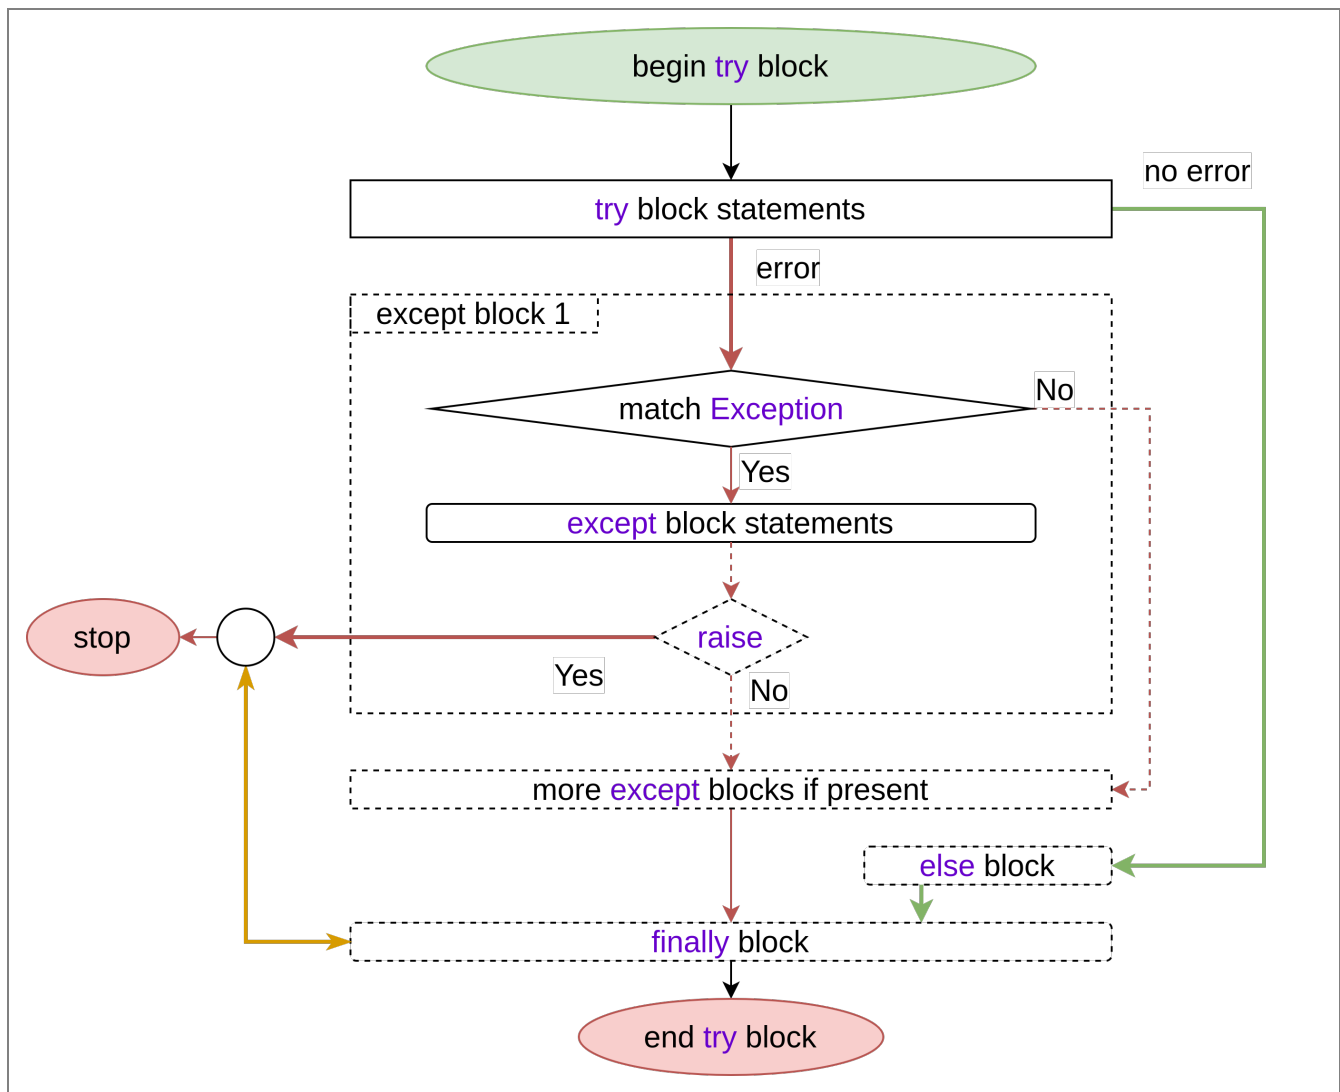 begin try block
no error
try block statements
error
except block 1
No
match Exception
Yes
except block statements
stop
raise
Yes
No
more except blocks if present
else block
finally block
end try block